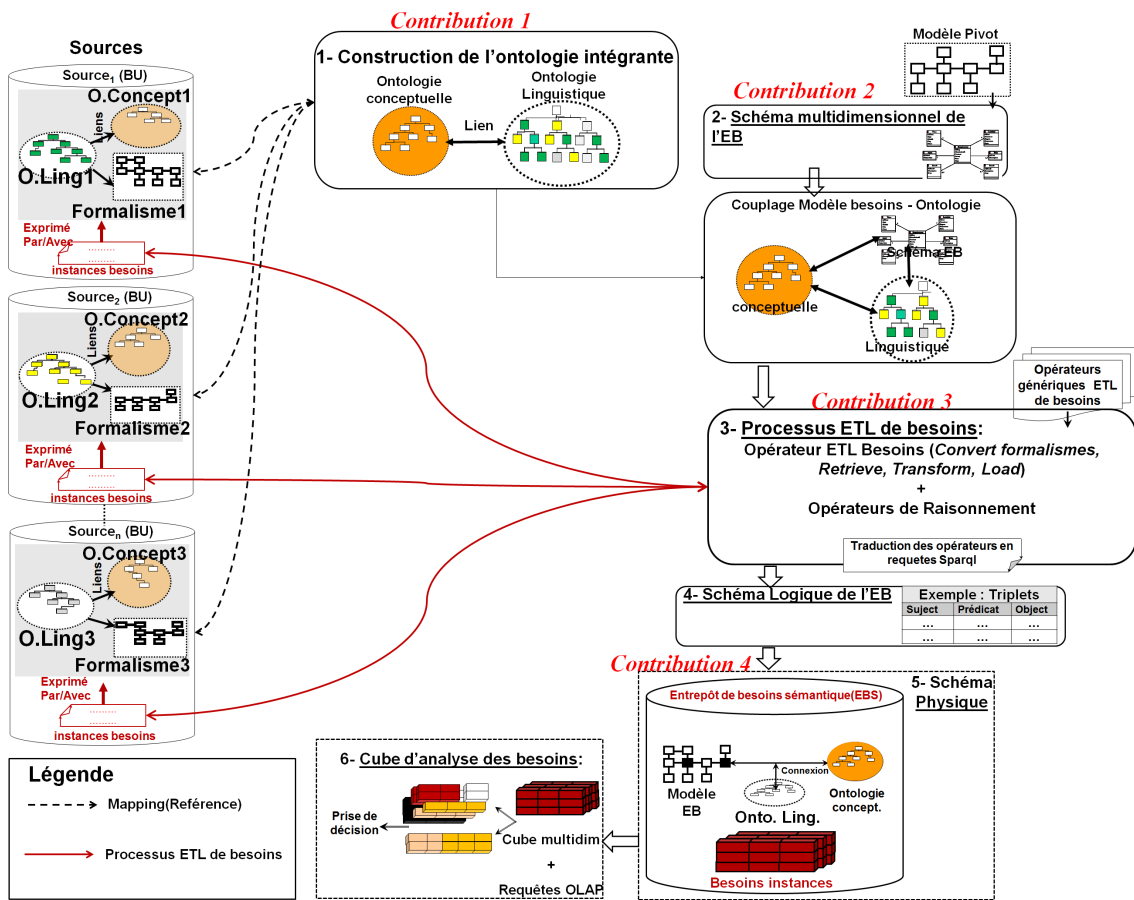 Sources
Source1 (BU)
O.Concept1
Liens
O.Ling1
Formalisme1
Exprimé
Par/Avec
.........
.........
instances besoins
Source2 (BU)
O.Concept2
Liens
O.Ling2
Formalisme2
Exprimé
Par/Avec
.........
.........
instances besoins
Sourcen (BU)
O.Concept3
Liens
O.Ling3
Formalisme3
Exprimé
Par/Avec
.........
.........
instances besoins
Légende
Mapping(Référence)
Processus ETL de besoins
Contribution 1
1- Construction de l'ontologie intégrante
Ontologie
conceptuelle
Lien
Ontologie
Linguistique
Modèle Pivot
Contribution 2
2- Schéma multidimensionnel de
l'EB
Couplage Modèle besoins - Ontologie
Schéma EB
conceptuelle
Linguistique
Opérateurs
génériques ETL
de besoins
Contribution 3
3- Processus ETL de besoins:
Opérateur ETL Besoins (Convert formalismes,
Retrieve, Transform, Load)
+
Opérateurs de Raisonnement
Traduction des opérateurs en
requetes Sparql
4- Schéma Logique de l'EB
Exemple : Triplets
Suject Prédicat Object
... ... ...
... ... ...
Contribution 4
5- Schéma
Physique
Entrepôt de besoins sémantique(EBS)
Connexion
Modèle
EB
Onto. Ling.
Ontologie
concept.
Besoins instances
6- Cube d'analyse des besoins:
Prise de
décision
Cube multidim
+
Requêtes OLAP